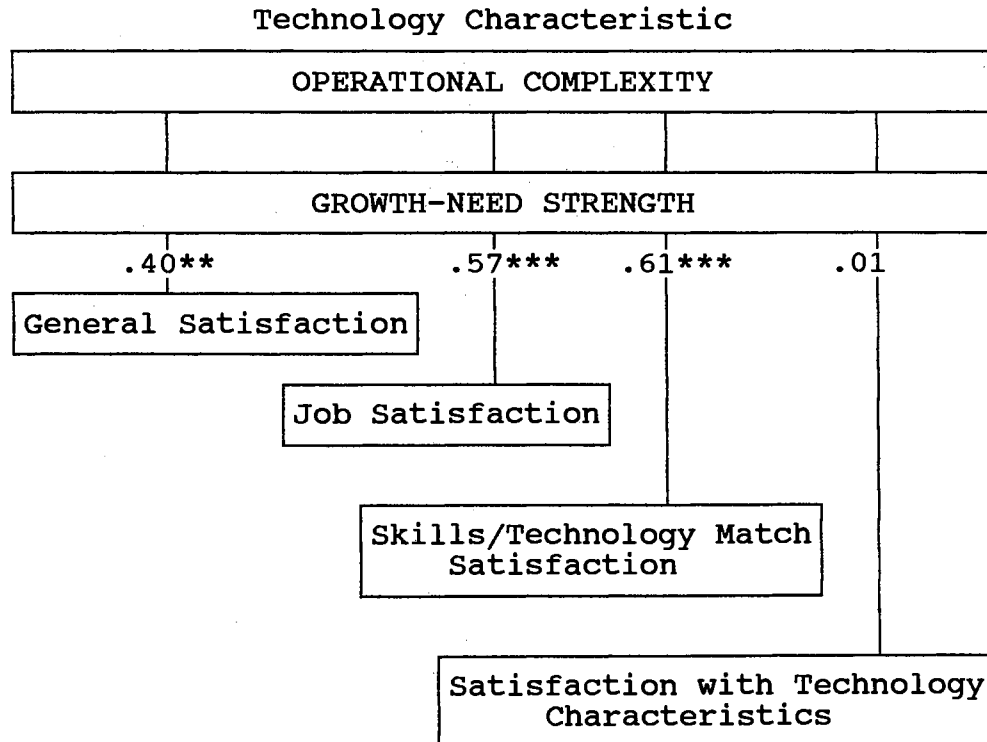 Technology Characteristic
OPERATIONAL COMPLEXITY
GROWTH-NEED STRENGTH
.40** .57*** .61*** .01
General Satisfaction
Job Satisfaction
Skills/Technology Match
Satisfaction
Satisfaction with Technology
Characteristics